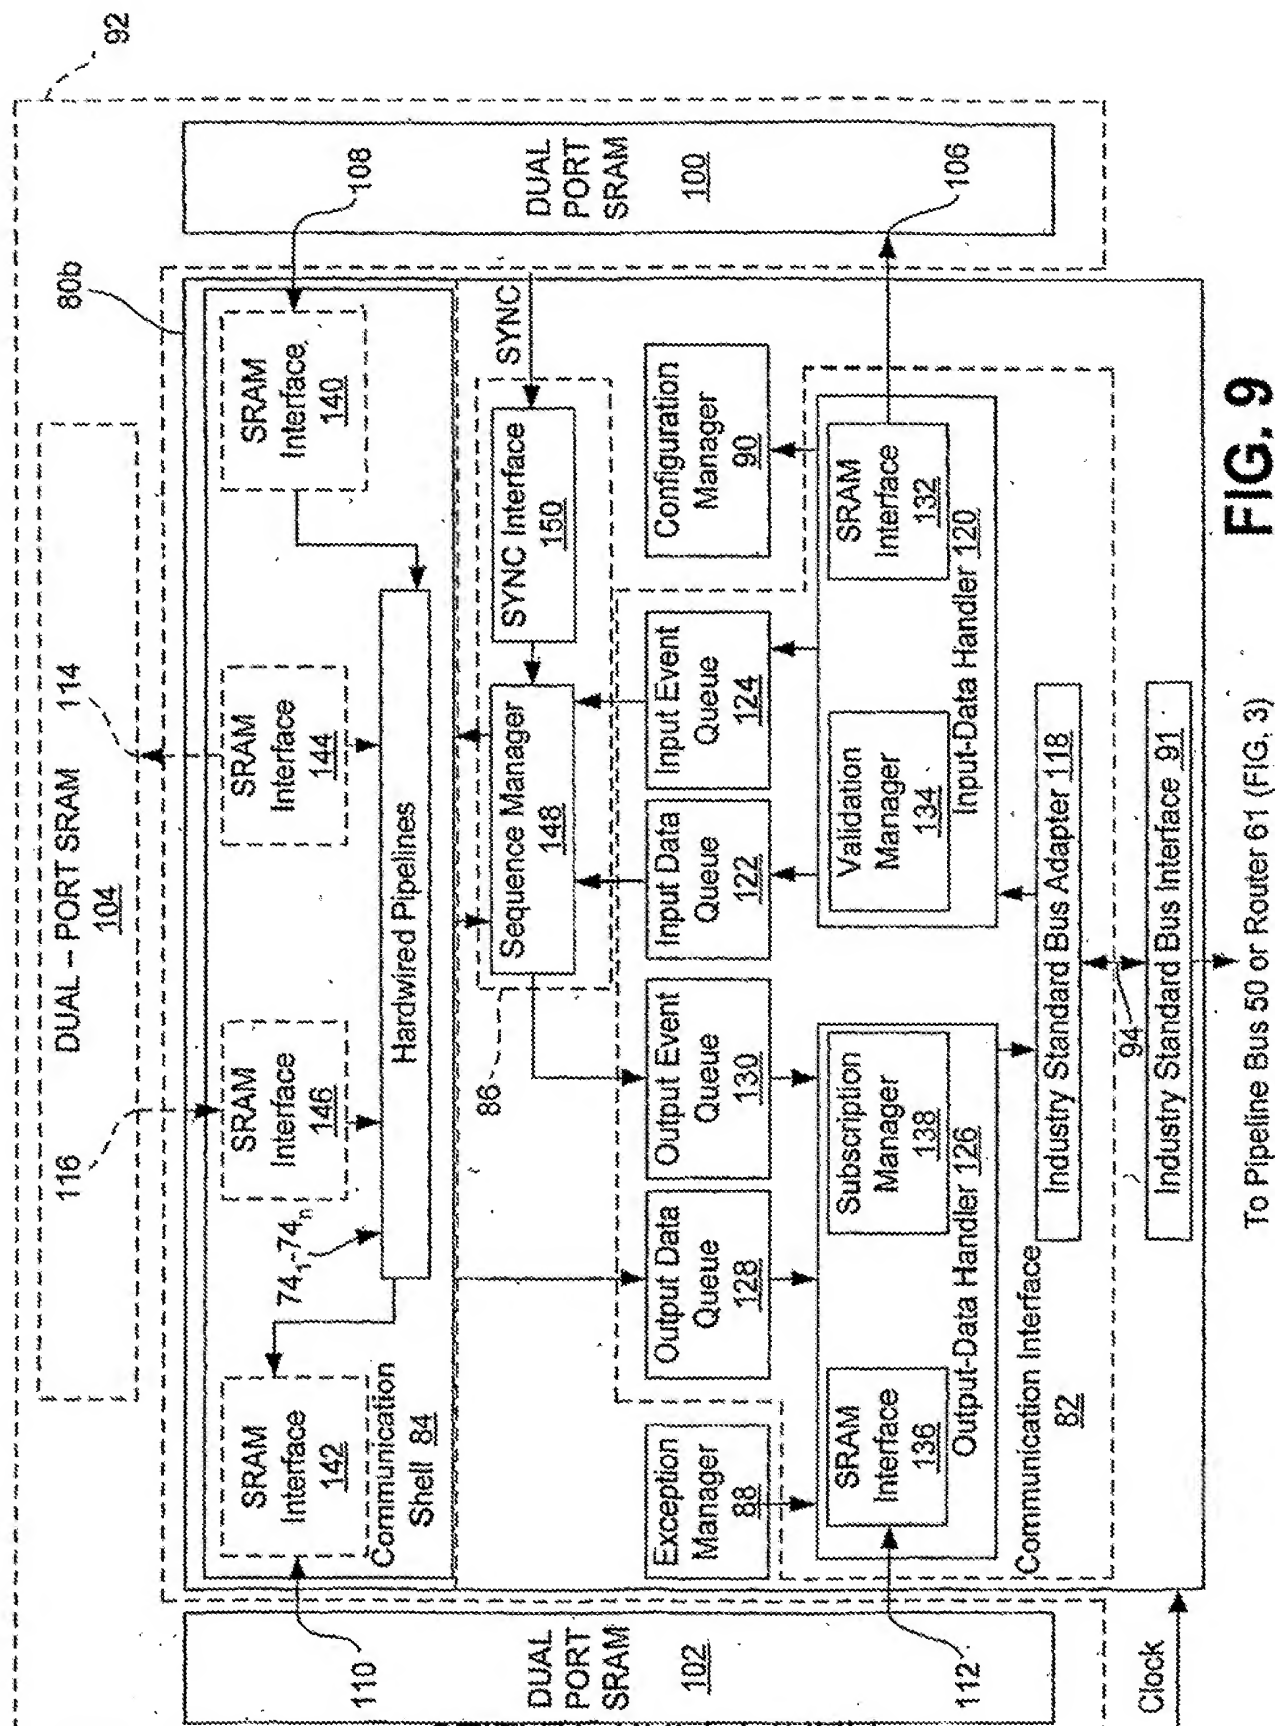 92
DUAL – PORT SRAM
104
116
114
80b
SRAM
Interface
142
SRAM
Interface
146
SRAM
Interface
144
SRAM
Interface
140
108
110
74₁-74ₙ
Hardwired Pipelines
Communication
Shell 84
DUAL
PORT
SRAM
102
DUAL
PORT
SRAM
100
86
Sequence Manager
148
SYNC Interface
150
SYNC
Exception
Manager
88
Output Data
Queue
128
Output Event
Queue
130
Input Data
Queue
122
Input Event
Queue
124
Configuration
Manager
90
SRAM
Interface
136
Subscription
Manager
138
Output-Data Handler 126
Validation
Manager
134
SRAM
Interface
132
Input-Data Handler 120
112
106
Communication Interface
82
Industry Standard Bus Adapter 118
94
Industry Standard Bus Interface 91
Clock
To Pipeline Bus 50 or Router 61 (FIG. 3)
FIG. 9